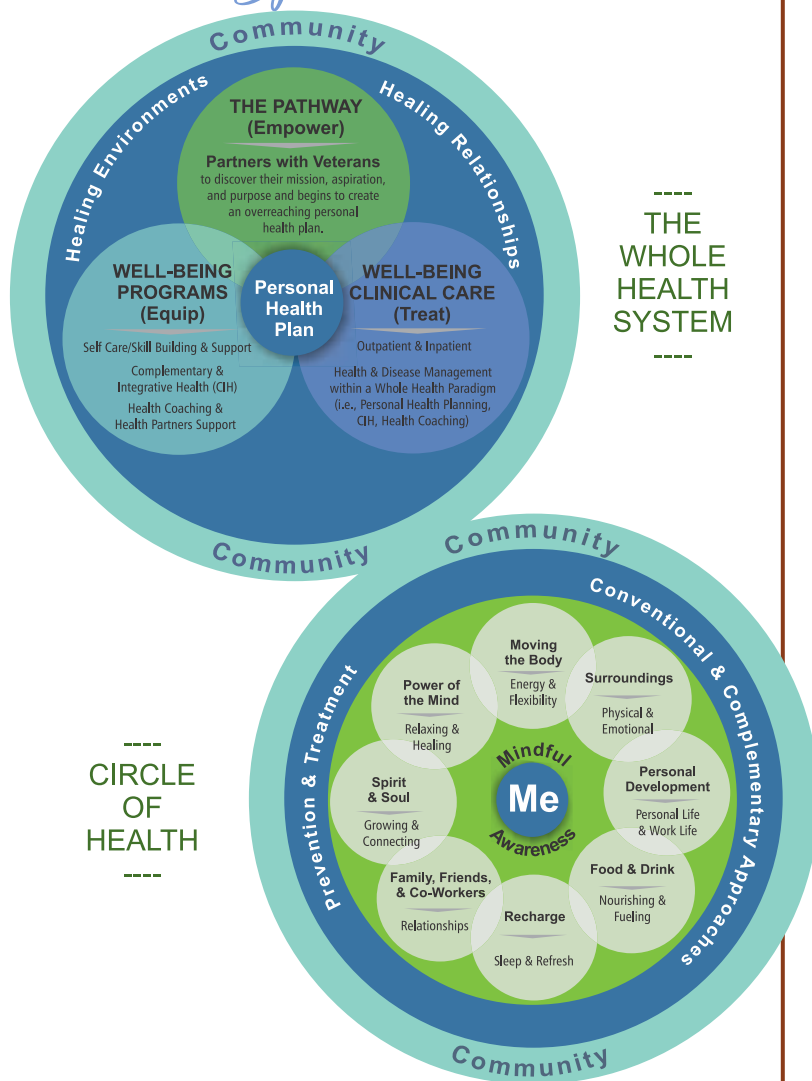 Community
Healing Environments
Healing Relationships
THE PATHWAY
(Empower)
Partners with Veterans
to discover their mission, aspiration,
and purpose and begins to create
an overreaching personal
health plan.
WELL-BEING
PROGRAMS
(Equip)
Self Care/Skill Building & Support
Complementary &
Integrative Health (CIH)
Health Coaching &
Health Partners Support
Personal
Health
Plan
WELL-BEING
CLINICAL CARE
(Treat)
Outpatient & Inpatient
Health & Disease Management
within a Whole Health Paradigm
(i.e., Personal Health Planning,
CIH, Health Coaching)
Community
----
THE
WHOLE
HEALTH
SYSTEM
----
----
CIRCLE
OF
HEALTH
----
Community
Prevention & Treatment
Conventional & Complementary Approaches
Moving
the Body
Energy &
Flexibility
Surroundings
Physical &
Emotional
Personal
Development
Personal Life
& Work Life
Food & Drink
Nourishing &
Fueling
Recharge
Sleep & Refresh
Family, Friends,
& Co-Workers
Relationships
Spirit
& Soul
Growing &
Connecting
Power of
the Mind
Relaxing &
Healing
Mindful
Me
Awareness
Community